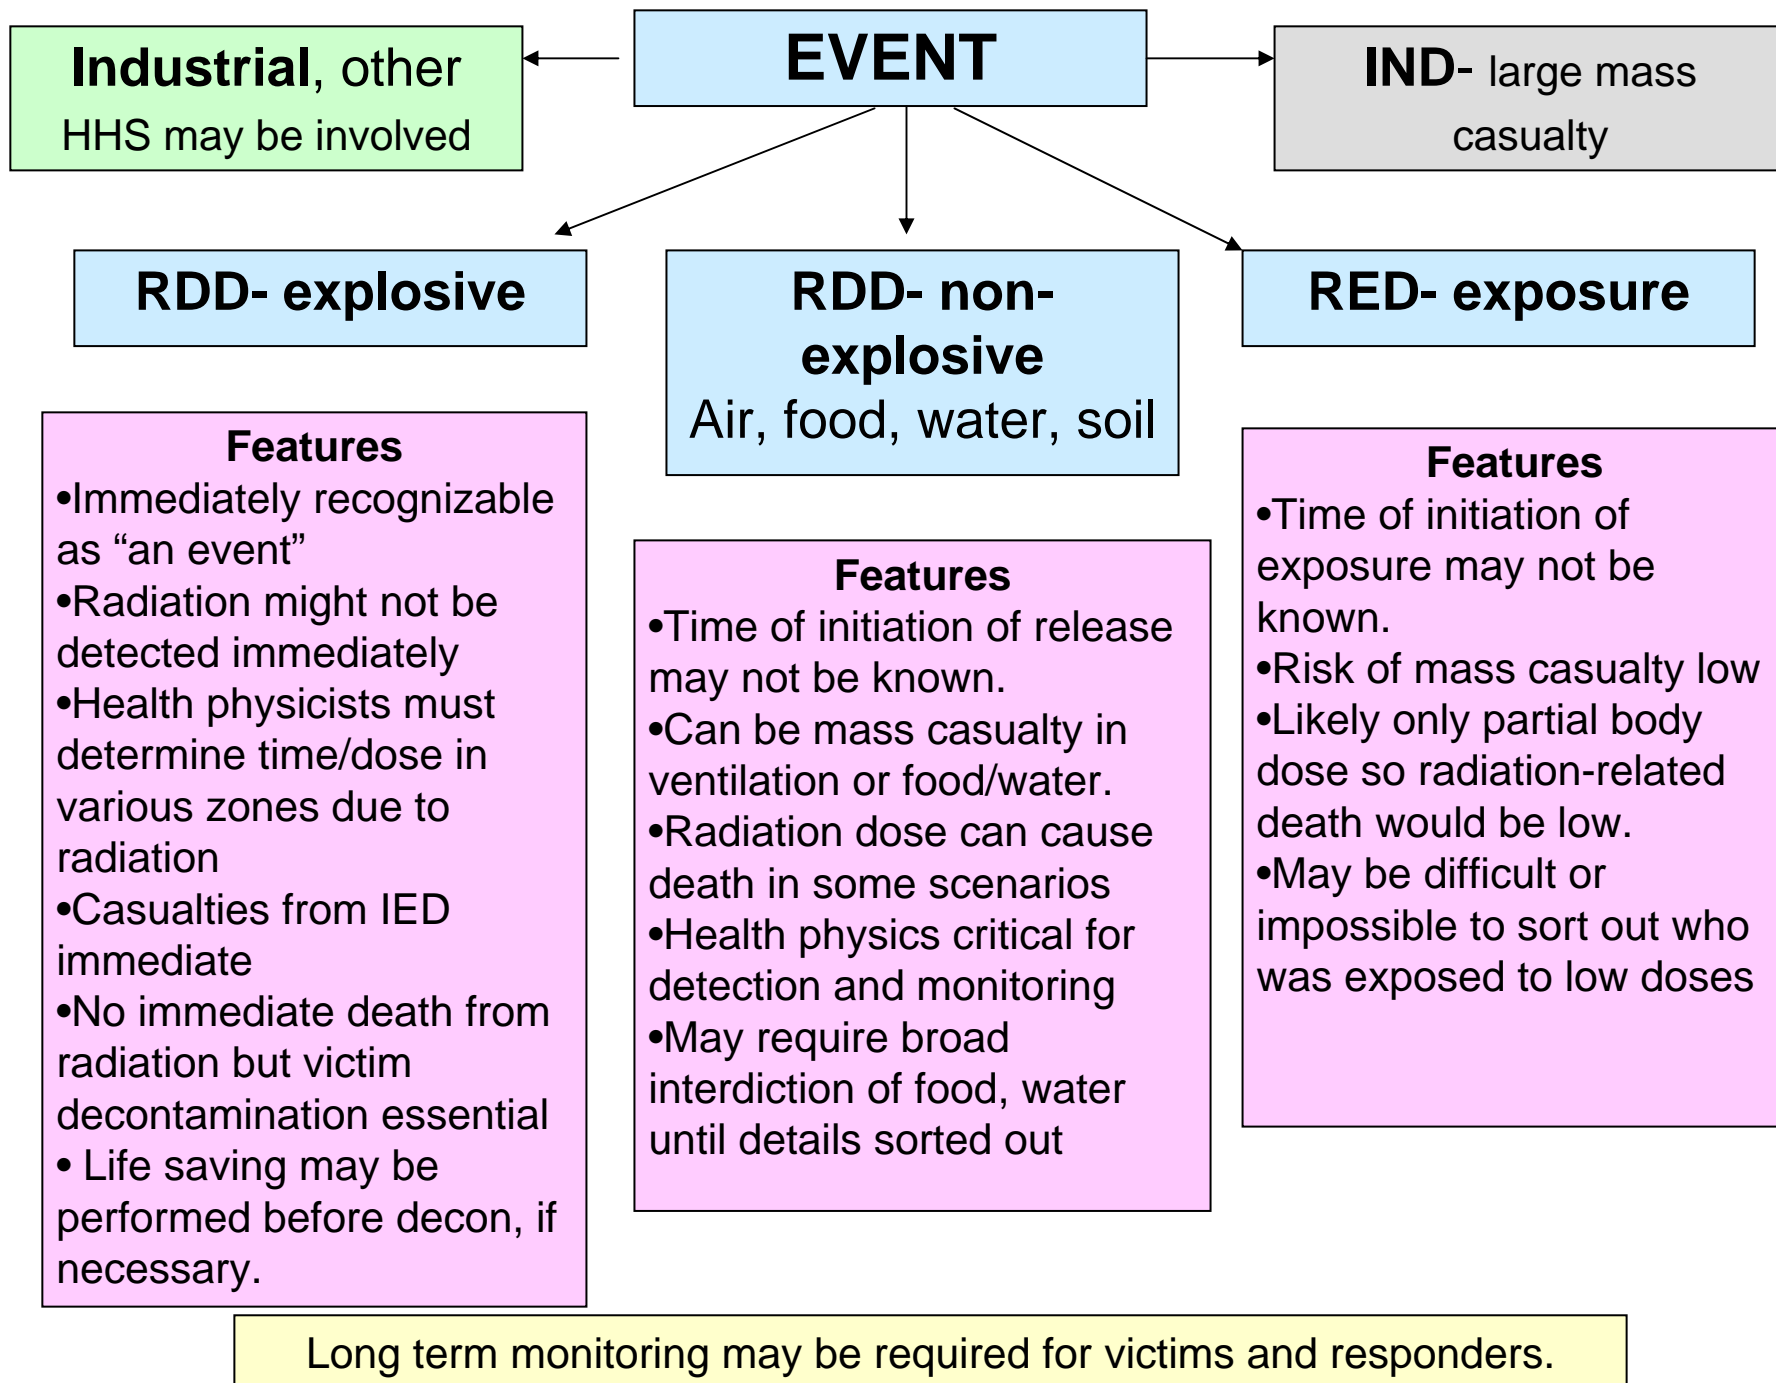 Industrial, other
HHS may be involved
EVENT
IND- large mass
casualty
RDD- explosive
RDD- non-
explosive
Air, food, water, soil
RED- exposure
Features
•Immediately recognizable
as “an event”
•Radiation might not be
detected immediately
•Health physicists must
determine time/dose in
various zones due to
radiation
•Casualties from IED
immediate
•No immediate death from
radiation but victim
decontamination essential
• Life saving may be
performed before decon, if
necessary.
Features
•Time of initiation of release
may not be known.
•Can be mass casualty in
ventilation or food/water.
•Radiation dose can cause
death in some scenarios
•Health physics critical for
detection and monitoring
•May require broad
interdiction of food, water
until details sorted out
Features
•Time of initiation of
exposure may not be
known.
•Risk of mass casualty low
•Likely only partial body
dose so radiation-related
death would be low.
•May be difficult or
impossible to sort out who
was exposed to low doses
Long term monitoring may be required for victims and responders.